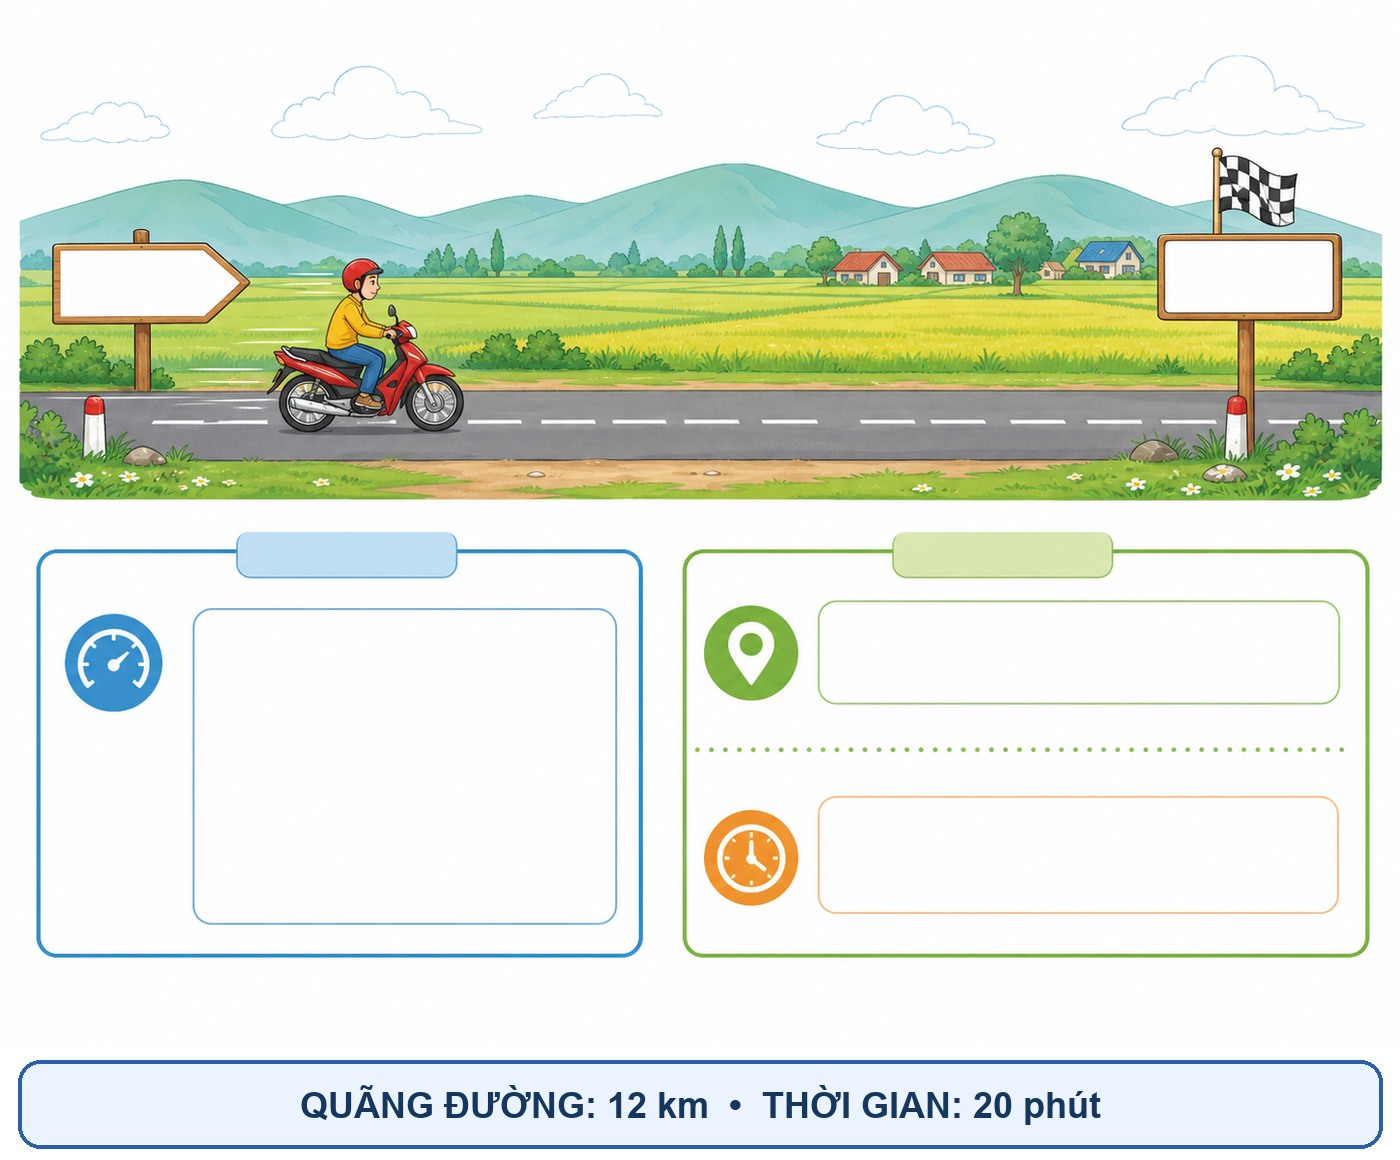 QUÃNG ĐƯỜNG: 12 km • THỜI GIAN: 20 phút